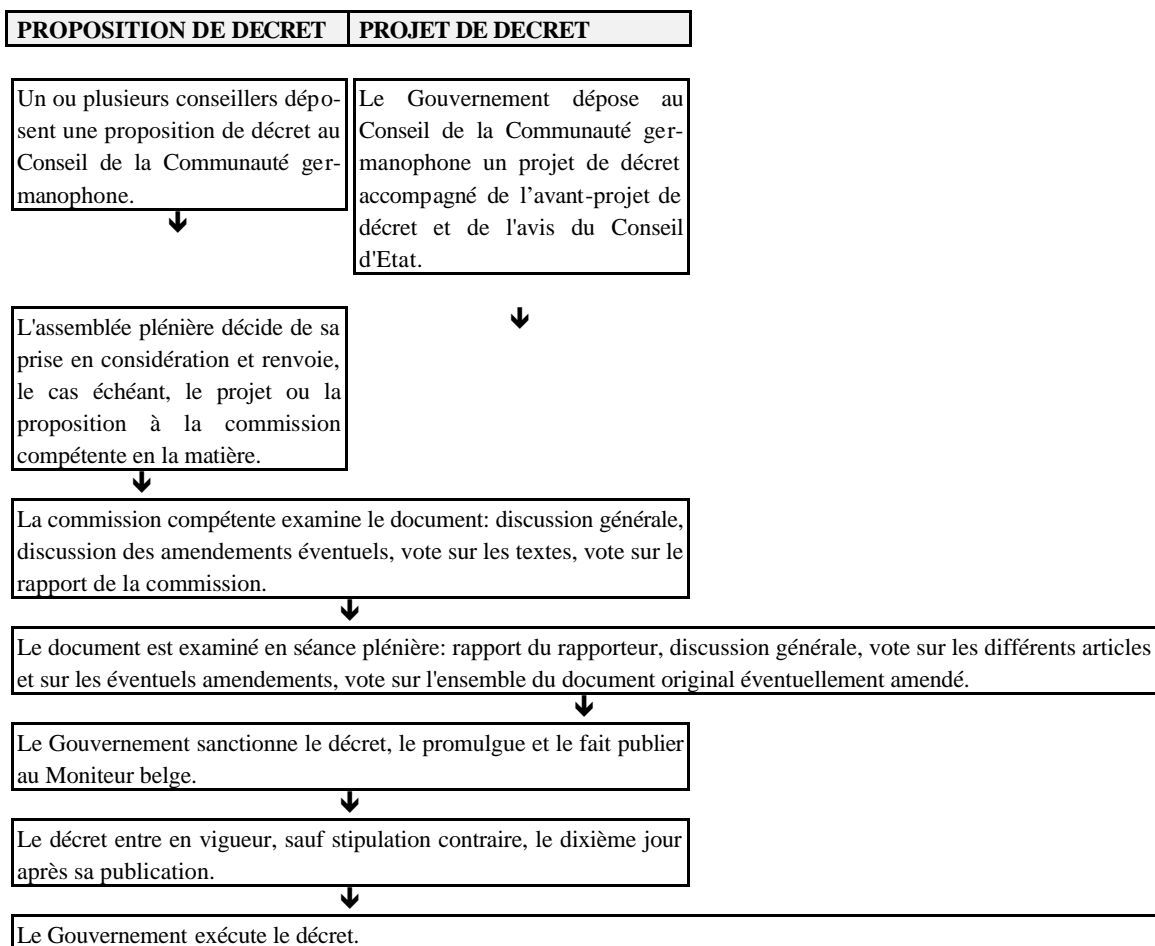 PROPOSITION DE DECRET
PROJET DE DECRET
Un ou plusieurs conseillers dépo-
sent une proposition de décret au
Conseil de la Communauté ger-
manophone.
Le Gouvernement dépose au
Conseil de la Communauté ger-
manophone un projet de décret
accompagné de l’avant-projet de
décret et de l'avis du Conseil
d'Etat.
L'assemblée plénière décide de sa
prise en considération et renvoie,
le cas échéant, le projet ou la
proposition à la commission
compétente en la matière.
La commission compétente examine le document: discussion générale,
discussion des amendements éventuels, vote sur les textes, vote sur le
rapport de la commission.
Le document est examiné en séance plénière: rapport du rapporteur, discussion générale, vote sur les différents articles
et sur les éventuels amendements, vote sur l'ensemble du document original éventuellement amendé.
Le Gouvernement sanctionne le décret, le promulgue et le fait publier
au Moniteur belge.
Le décret entre en vigueur, sauf stipulation contraire, le dixième jour
après sa publication.
Le Gouvernement exécute le décret.